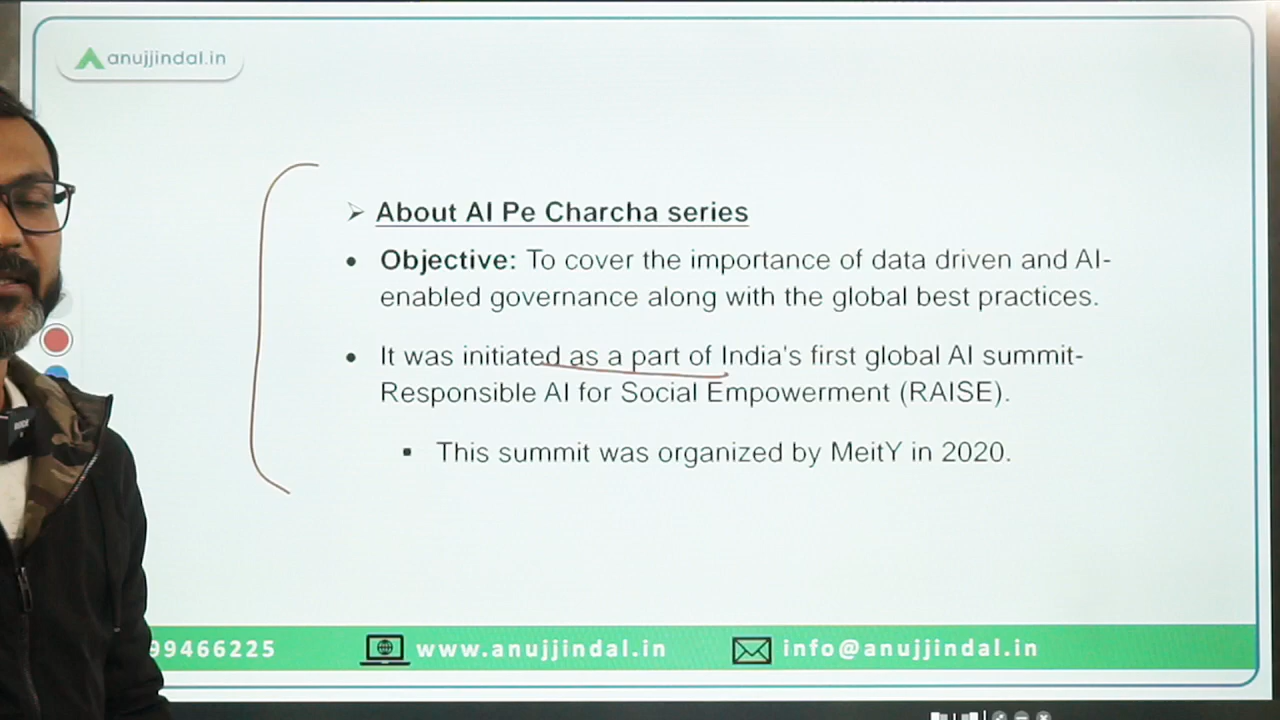 anujjindal.in
➢ About AI Pe Charcha series
• Objective: To cover the importance of data driven and AI-
enabled governance along with the global best practices.
• It was initiated as a part of India's first global AI summit-
Responsible AI for Social Empowerment (RAISE).
▪ This summit was organized by MeitY in 2020.
99466225 www.anujjindal.in info@anujjindal.in